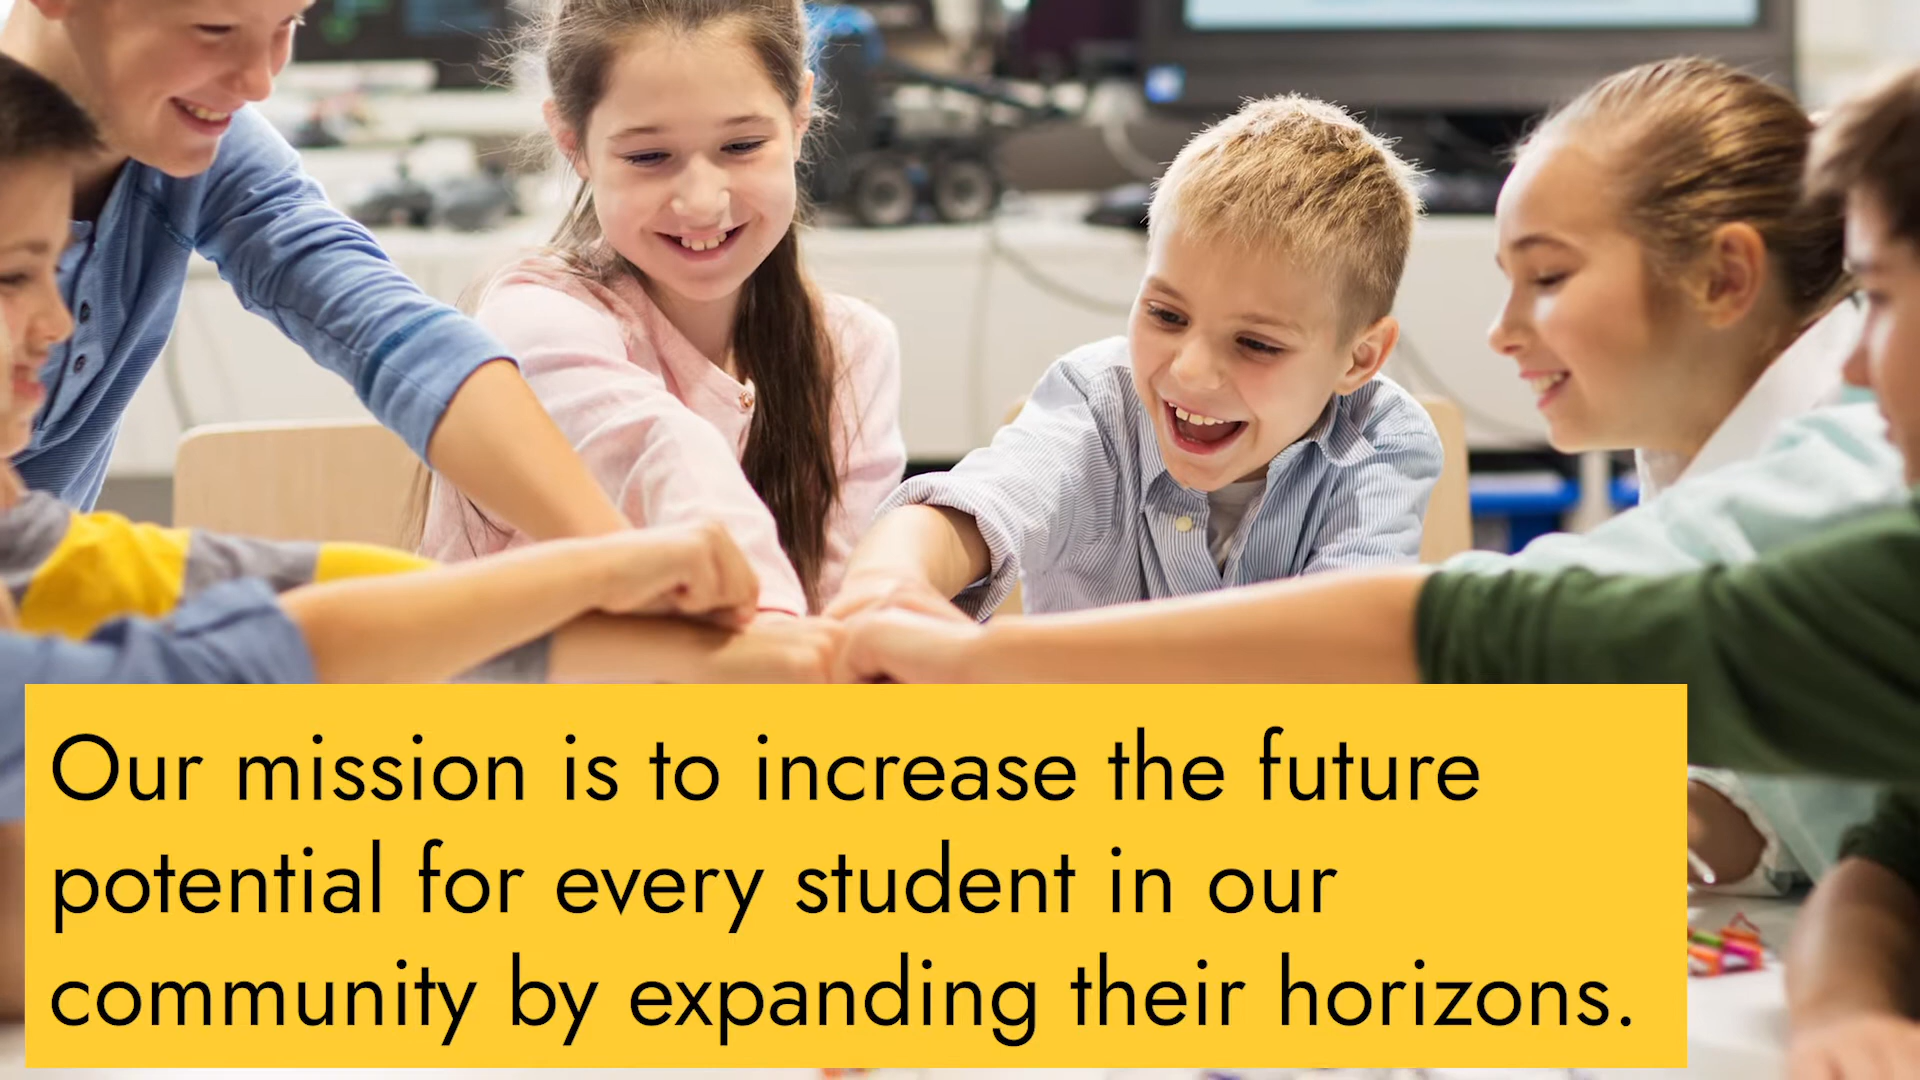 Our mission is to increase the future
potential for every student in our
community by expanding their horizons.